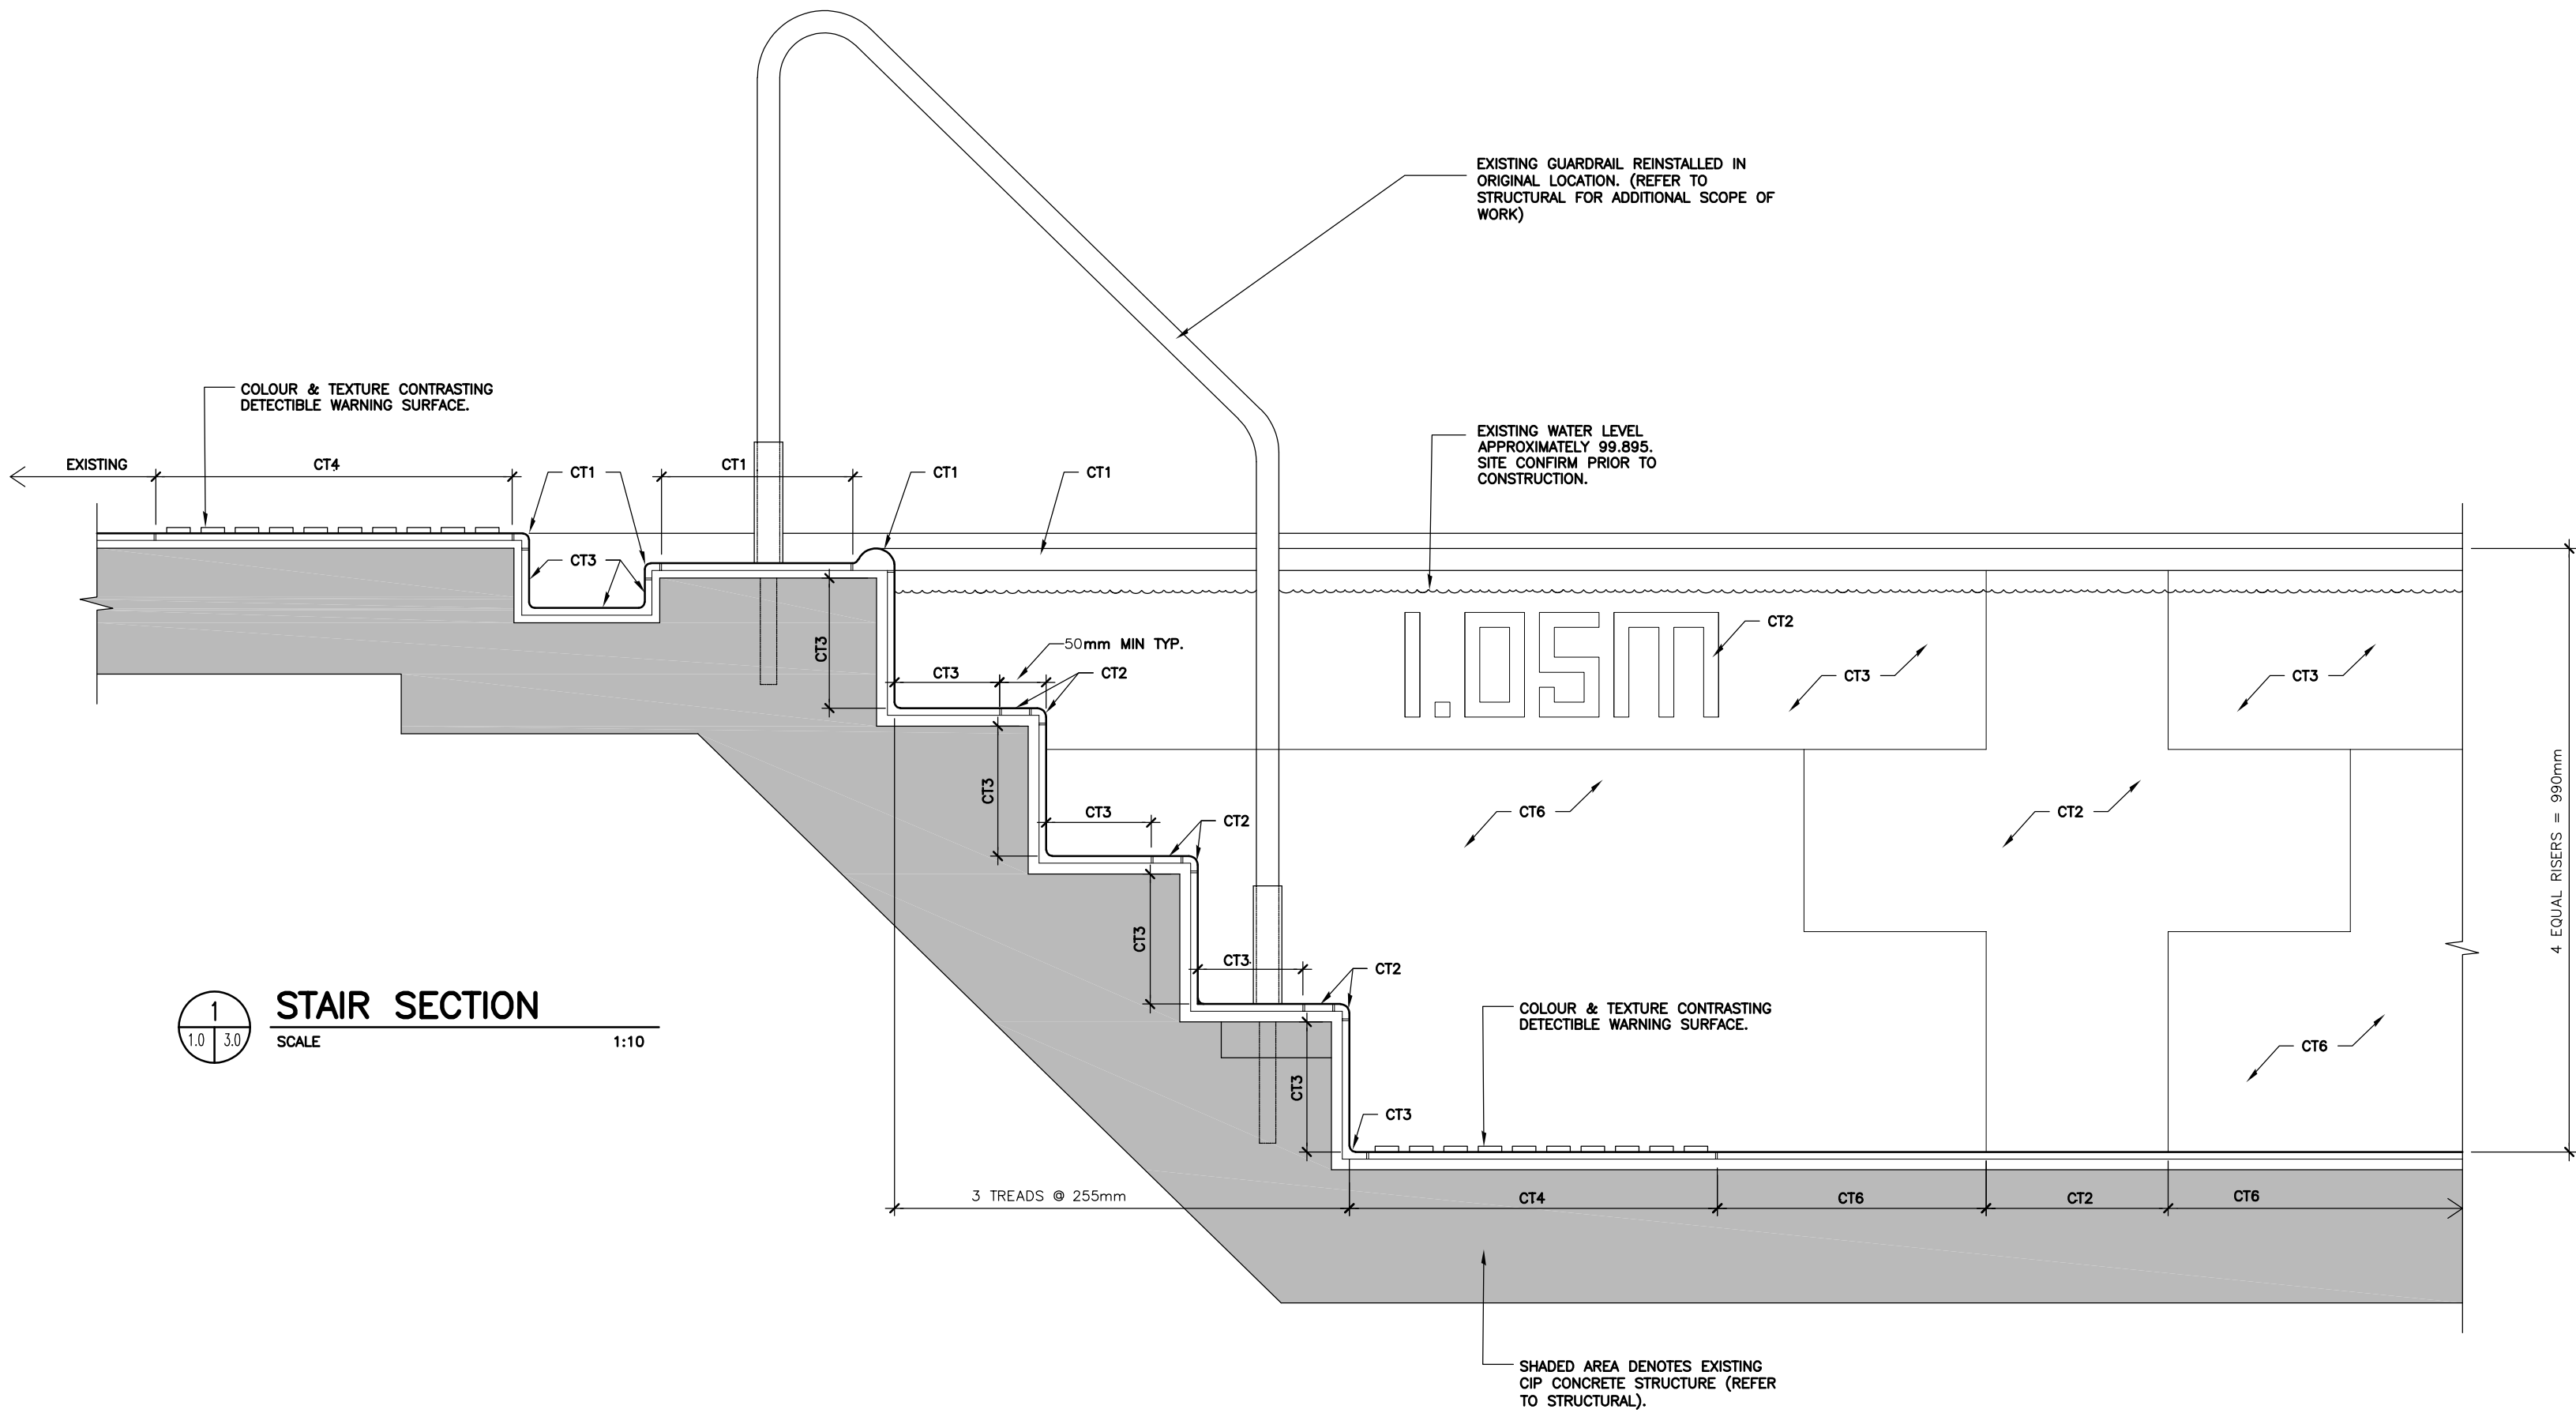 EXISTING GUARDRAIL REINSTALLED IN
ORIGINAL LOCATION. (REFER TO
STRUCTURAL FOR ADDITIONAL SCOPE OF
WORK)
COLOUR & TEXTURE CONTRASTING
DETECTIBLE WARNING SURFACE.
EXISTING WATER LEVEL
APPROXIMATELY 99.895.
SITE CONFIRM PRIOR TO
CONSTRUCTION.
EXISTING
CT4
CT1
CT1
CT1
CT1
CT3
CT3
50mm MIN TYP.
CT3
CT2
1.05m
CT2
CT3
CT3
CT3
CT3
CT2
CT6
CT2
4 EQUAL RISERS = 990mm
CT3
CT3
CT2
1
1.0 3.0
STAIR SECTION
SCALE 1:10
COLOUR & TEXTURE CONTRASTING
DETECTIBLE WARNING SURFACE.
CT6
CT3
CT3
3 TREADS @ 255mm
CT4
CT6
CT2
CT6
SHADED AREA DENOTES EXISTING
CIP CONCRETE STRUCTURE (REFER
TO STRUCTURAL).